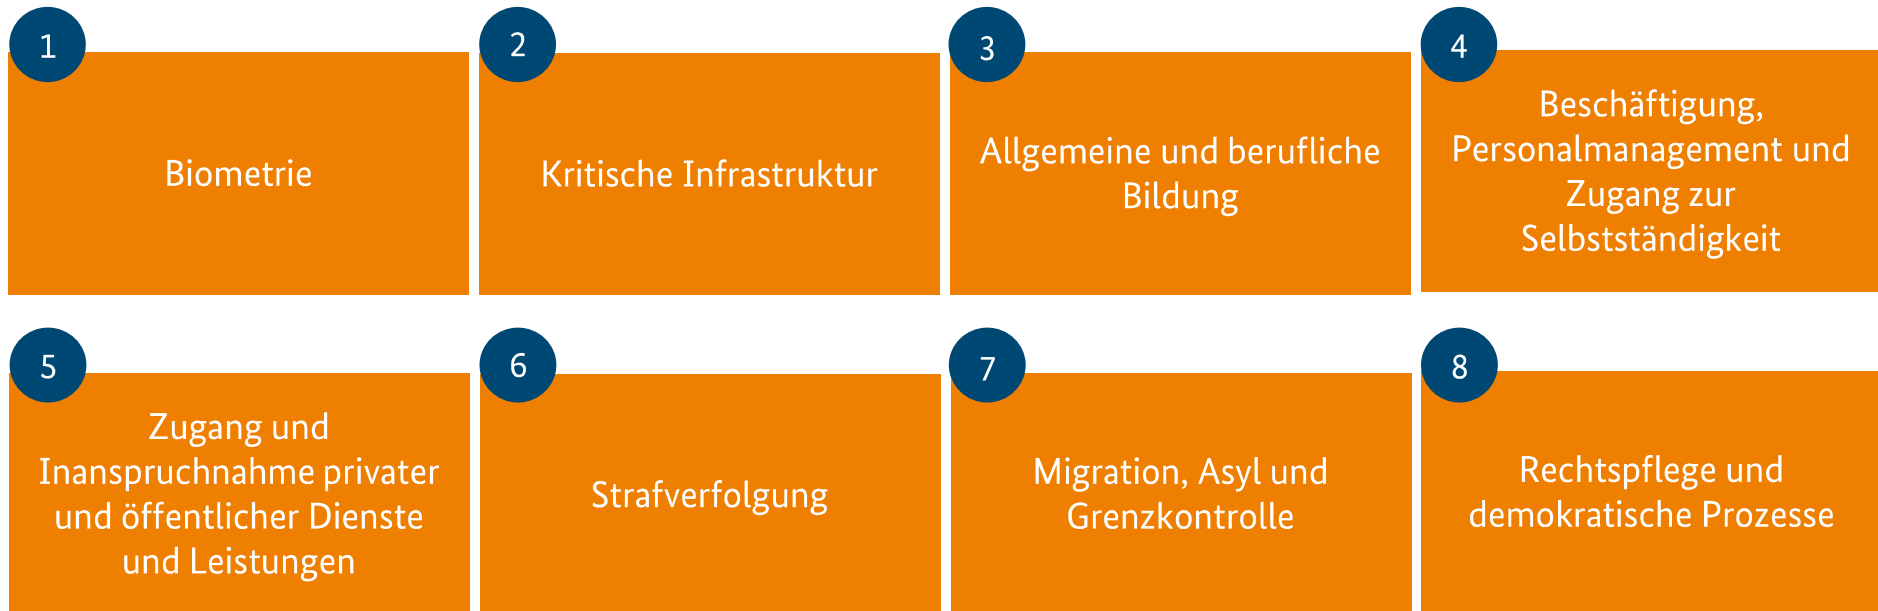 1
Biometrie
2
Kritische Infrastruktur
3
Allgemeine und berufliche
Bildung
4
Beschäftigung,
Personalmanagement und
Zugang zur
Selbstständigkeit
5
Zugang und
Inanspruchnahme privater
und öffentlicher Dienste
und Leistungen
6
Strafverfolgung
7
Migration, Asyl und
Grenzkontrolle
8
Rechtspflege und
demokratische Prozesse